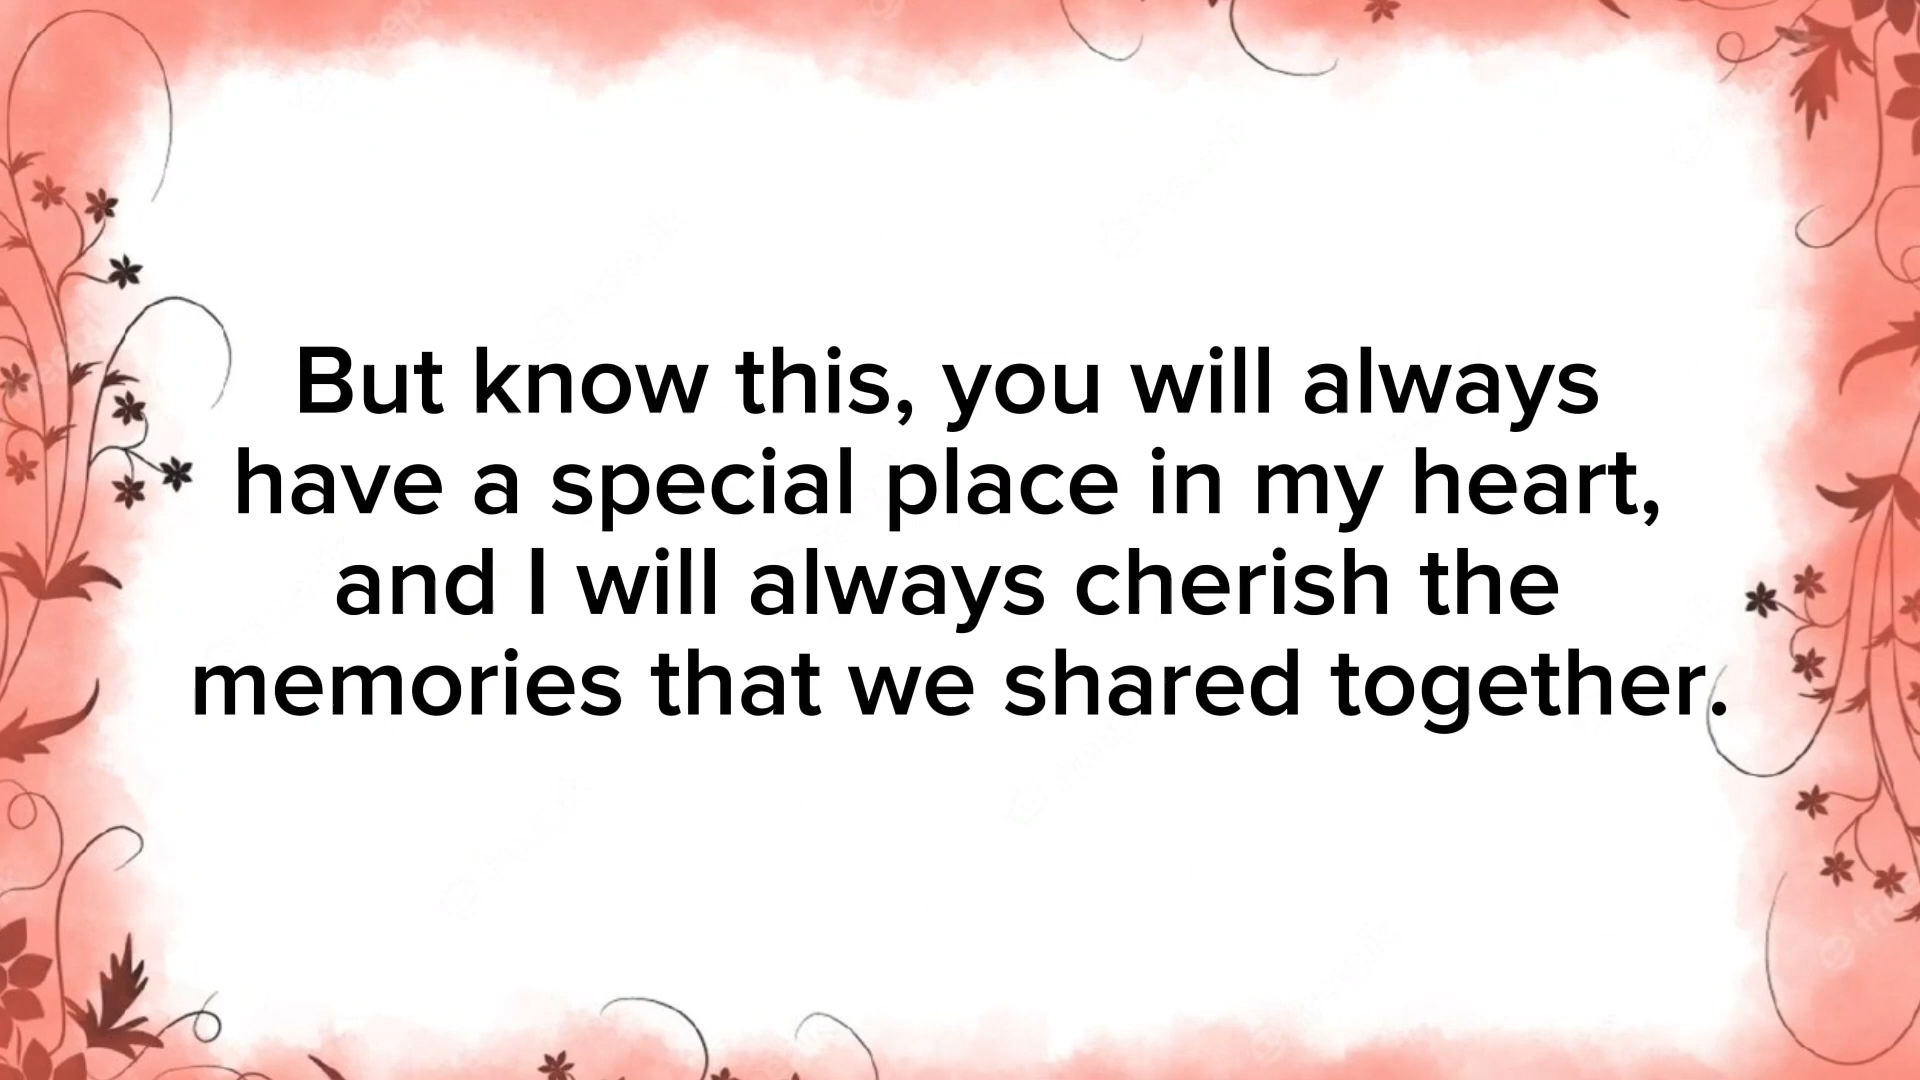 But know this, you will always
have a special place in my heart,
and I will always cherish the
memories that we shared together.